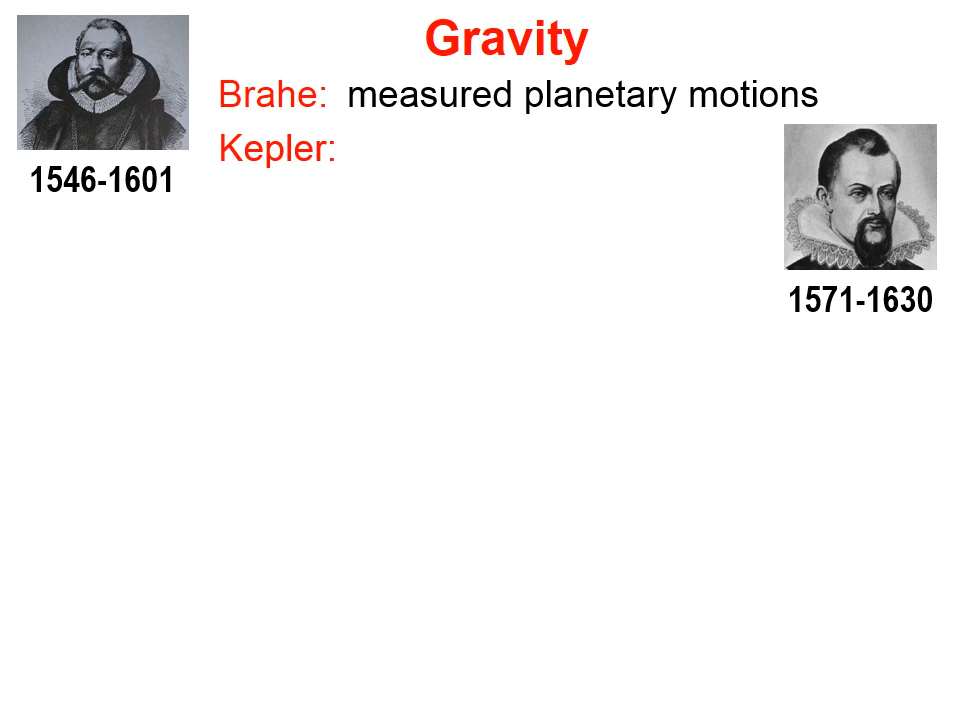 Gravity
Brahe: measured planetary motions
Kepler:
1546-1601
1571-1630